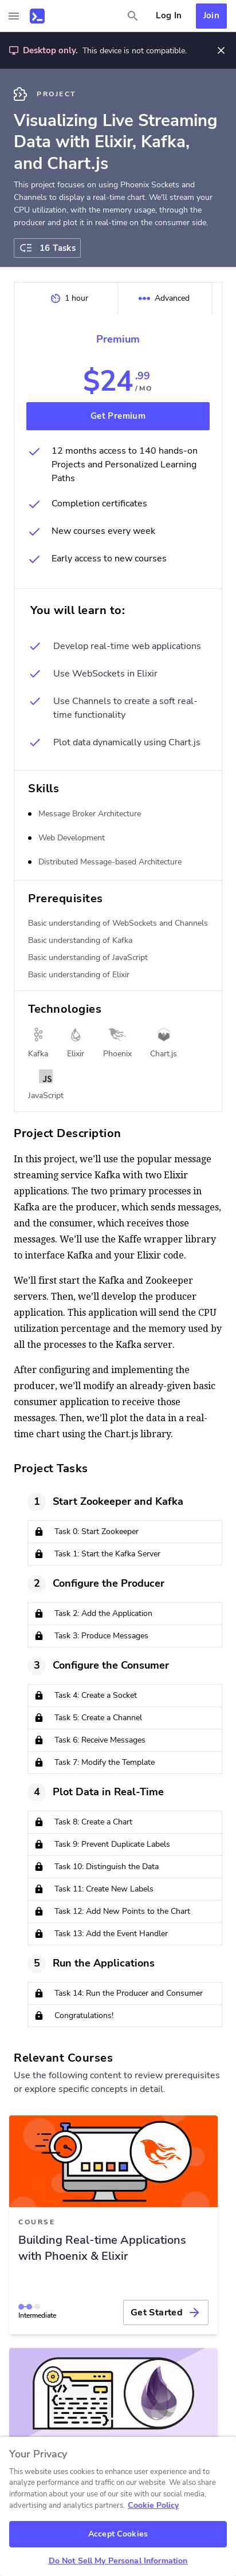 Log In
Join
Desktop only. This device is not compatible.
PROJECT
Visualizing Live Streaming
Data with Elixir, Kafka,
and Chart.js
This project focuses on using Phoenix Sockets and
Channels to display a real-time chart. We'll stream your
CPU utilization, with the memory usage, through the
producer and plot it in real-time on the consumer side.
16 Tasks
1 hour
Advanced
Premium
$24.99
/ MO
Get Premium
12 months access to 140 hands-on
Projects and Personalized Learning
Paths
Completion certificates
New courses every week
Early access to new courses
You will learn to:
Develop real-time web applications
Use WebSockets in Elixir
Use Channels to create a soft real-
time functionality
Plot data dynamically using Chart.js
Skills
Message Broker Architecture
Web Development
Distributed Message-based Architecture
Prerequisites
Basic understanding of WebSockets and Channels
Basic understanding of Kafka
Basic understanding of JavaScript
Basic understanding of Elixir
Technologies
Kafka
Elixir
Phoenix
Chart.js
JS
JavaScript
Project Description
In this project, we’ll use the popular message
streaming service Kafka with two Elixir
applications. The two primary processes in
Kafka are the producer, which sends messages,
and the consumer, which receives those
messages. We’ll use the Kaffe wrapper library
to interface Kafka and your Elixir code.
We’ll first start the Kafka and Zookeeper
servers. Then, we’ll develop the producer
application. This application will send the CPU
utilization percentage and the memory used by
all the processes to the Kafka server.
After configuring and implementing the
producer, we’ll modify an already-given basic
consumer application to receive those
messages. Then, we’ll plot the data in a real-
time chart using the Chart.js library.
Project Tasks
1 Start Zookeeper and Kafka
Task 0: Start Zookeeper
Task 1: Start the Kafka Server
2 Configure the Producer
Task 2: Add the Application
Task 3: Produce Messages
3 Configure the Consumer
Task 4: Create a Socket
Task 5: Create a Channel
Task 6: Receive Messages
Task 7: Modify the Template
4 Plot Data in Real-Time
Task 8: Create a Chart
Task 9: Prevent Duplicate Labels
Task 10: Distinguish the Data
Task 11: Create New Labels
Task 12: Add New Points to the Chart
Task 13: Add the Event Handler
5 Run the Applications
Task 14: Run the Producer and Consumer
Congratulations!
Relevant Courses
Use the following content to review prerequisites
or explore specific concepts in detail.
COURSE
Building Real-time Applications
with Phoenix & Elixir
Intermediate
Get Started
Your Privacy
This website uses cookies to enhance user experience and to
analyze performance and traffic on our website. We also share
information about your use of our site with our social media,
advertising and analytics partners. Cookie Policy
Accept Cookies
Do Not Sell My Personal Information